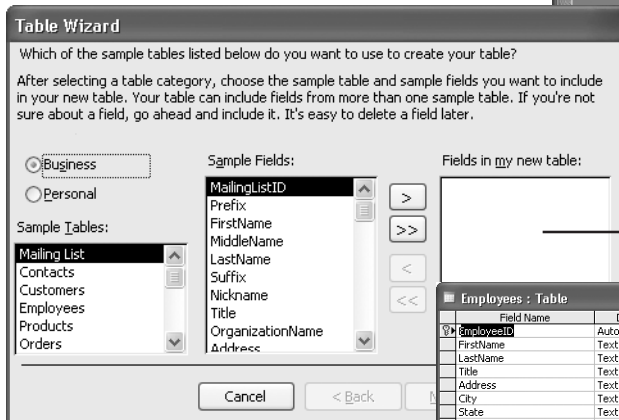 Table Wizard
Which of the sample tables listed below do you want to use to create your table?
After selecting a table category, choose the sample table and sample fields you want to include
in your new table. Your table can include fields from more than one sample table. If you're not
sure about a field, go ahead and include it. It's easy to delete a field later.
Business
Personal
Sample Tables:
Mailing List
Contacts
Customers
Employees
Products
Orders
Sample Fields:
MailingListID
Prefix
FirstName
MiddleName
LastName
Suffix
Nickname
Title
OrganizationName
Address
>
>>
<
<<
Fields in my new table:
Cancel
< Back
Employees : Table
Field Name
EmployeeID Auto
FirstName Text
LastName Text
Title Text
Address Text
City Text
State Text